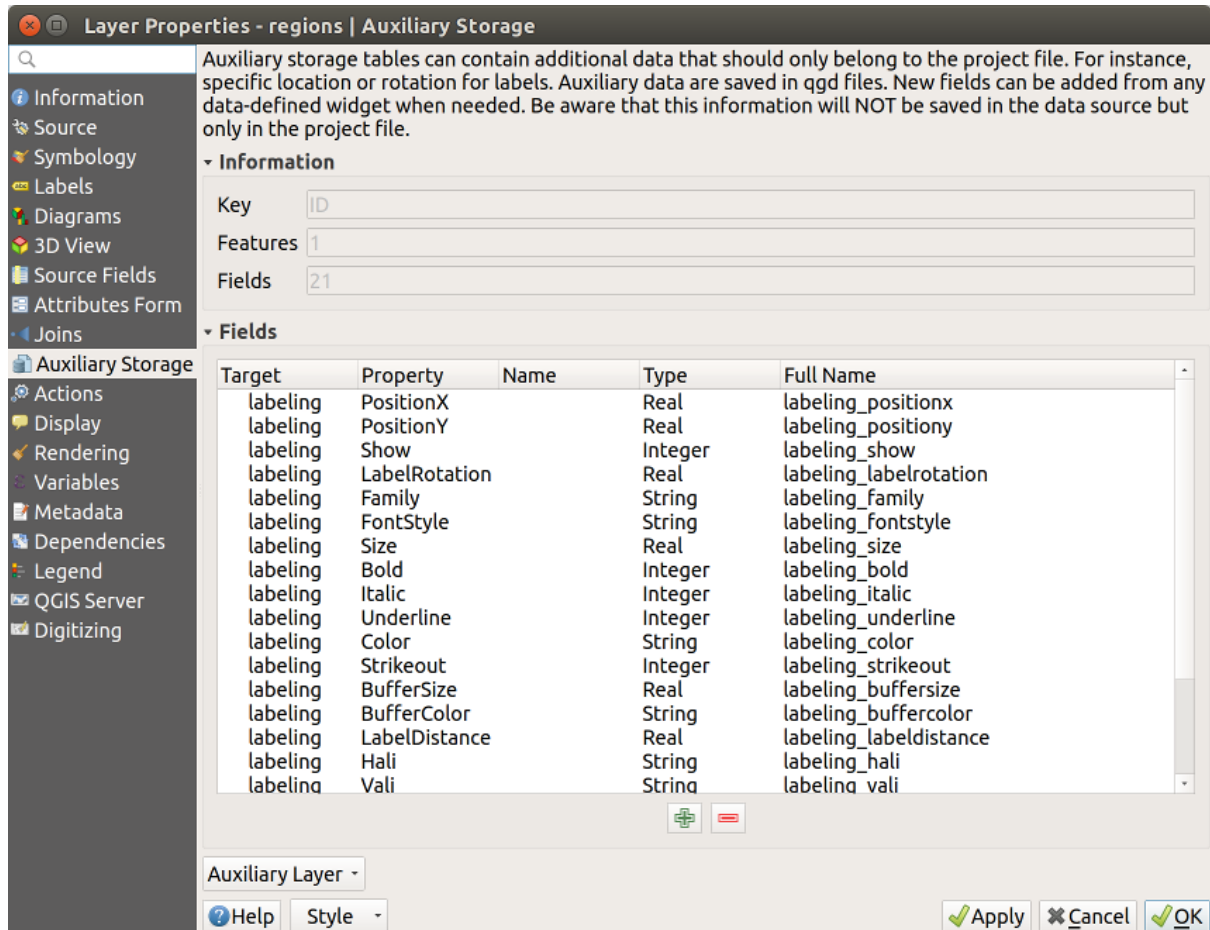 Layer Properties - regions | Auxiliary Storage
Auxiliary storage tables can contain additional data that should only belong to the project file. For instance,
specific location or rotation for labels. Auxiliary data are saved in qgd files. New fields can be added from any
data-defined widget when needed. Be aware that this information will NOT be saved in the data source but
only in the project file.
Information
Source
Symbology
Labels
Diagrams
3D View
Source Fields
Attributes Form
Joins
Auxiliary Storage
Actions
Display
Rendering
Variables
Metadata
Dependencies
Legend
QGIS Server
Digitizing
Information
Key ID
Features 1
Fields 21
Fields
Target Property Name Type Full Name
labeling PositionX Real labeling_positionx
labeling PositionY Real labeling_positiony
labeling Show Integer labeling_show
labeling LabelRotation Real labeling_labelrotation
labeling Family String labeling_family
labeling FontStyle String labeling_fontstyle
labeling Size Real labeling_size
labeling Bold Integer labeling_bold
labeling Italic Integer labeling_italic
labeling Underline Integer labeling_underline
labeling Color String labeling_color
labeling Strikeout Integer labeling_strikeout
labeling BufferSize Real labeling_buffersize
labeling BufferColor String labeling_buffercolor
labeling LabelDistance Real labeling_labeldistance
labeling Hali String labeling_hali
labeling Vali String labeling_vali
Auxiliary Layer
Help Style Apply Cancel OK